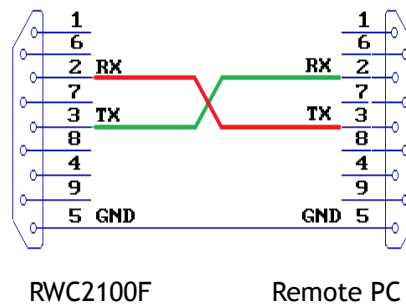 1 1
6 6
2 RX RX 2
7 7
3 TX TX 3
8 8
4 4
9 9
5 GND GND 5
RWC2100F Remote PC